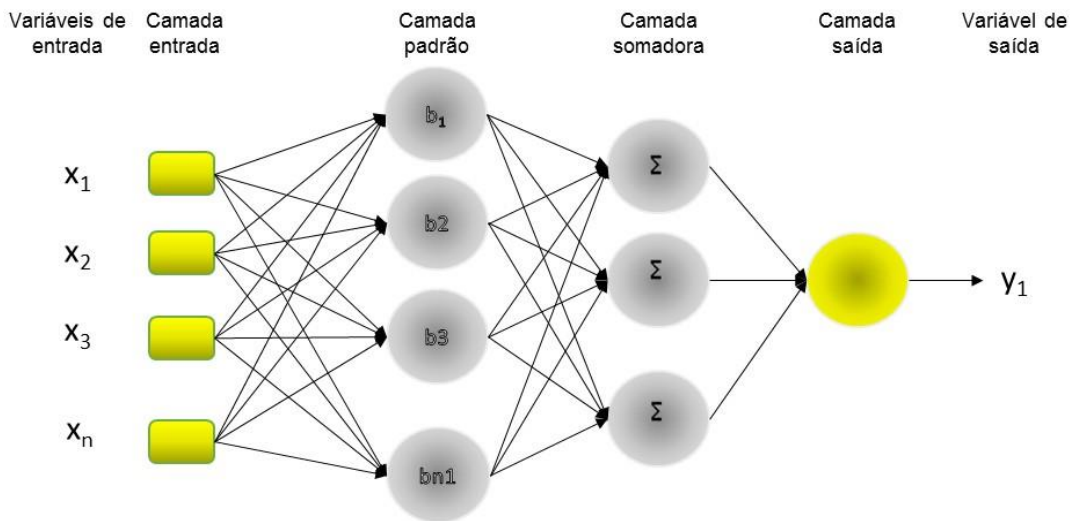 Variáveis de entrada
Camada entrada
Camada padrão
Camada somadora
Camada saída
Variável de saída
x₁
x₂
x₃
xₙ
b₁
b2
b3
bn1
Σ
Σ
Σ
y₁